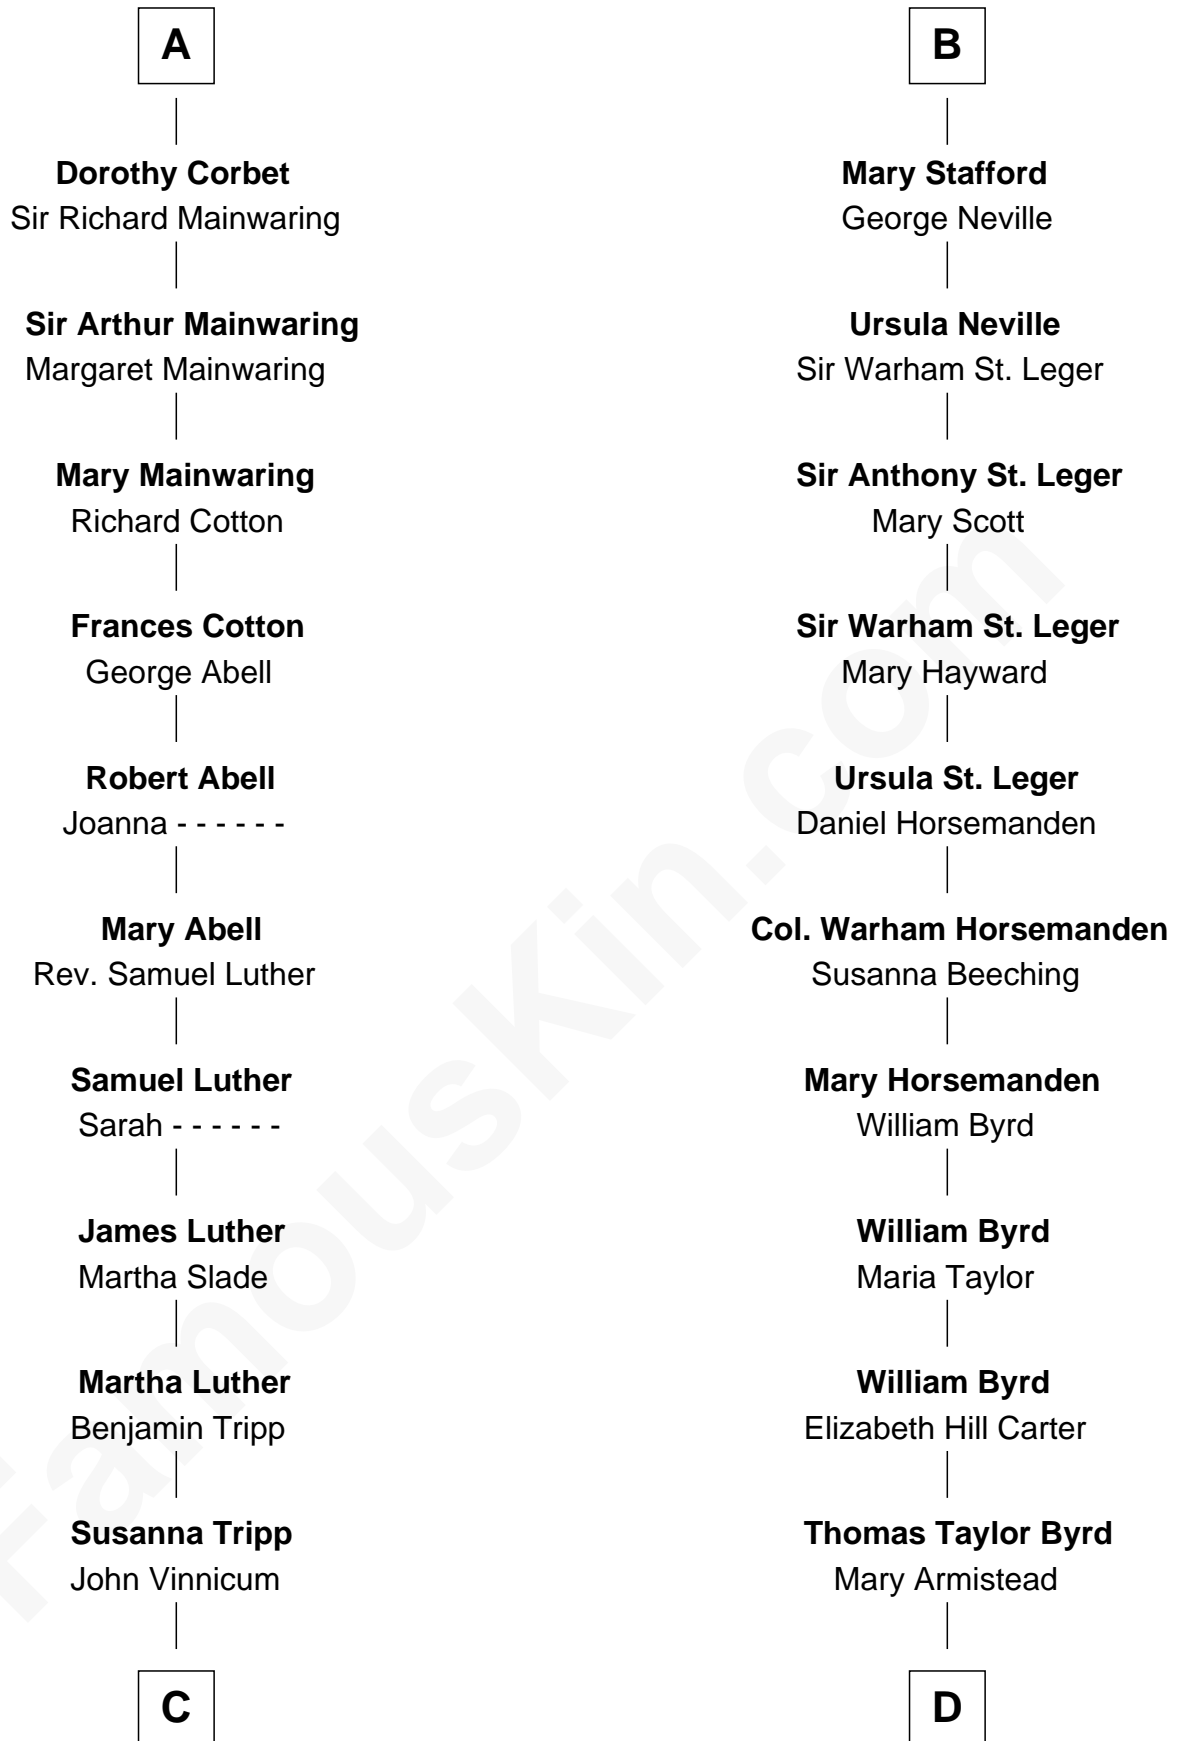 A
Dorothy Corbet
Sir Richard Mainwaring
Sir Arthur Mainwaring
Margaret Mainwaring
Mary Mainwaring
Richard Cotton
Frances Cotton
George Abell
Robert Abell
Joanna - - - - - -
Mary Abell
Rev. Samuel Luther
Samuel Luther
Sarah - - - - - -
James Luther
Martha Slade
Martha Luther
Benjamin Tripp
Susanna Tripp
John Vinnicum
C
B
Mary Stafford
George Neville
Ursula Neville
Sir Warham St. Leger
Sir Anthony St. Leger
Mary Scott
Sir Warham St. Leger
Mary Hayward
Ursula St. Leger
Daniel Horsemanden
Col. Warham Horsemanden
Susanna Beeching
Mary Horsemanden
William Byrd
William Byrd
Maria Taylor
William Byrd
Elizabeth Hill Carter
Thomas Taylor Byrd
Mary Armistead
D
FamousKin.com